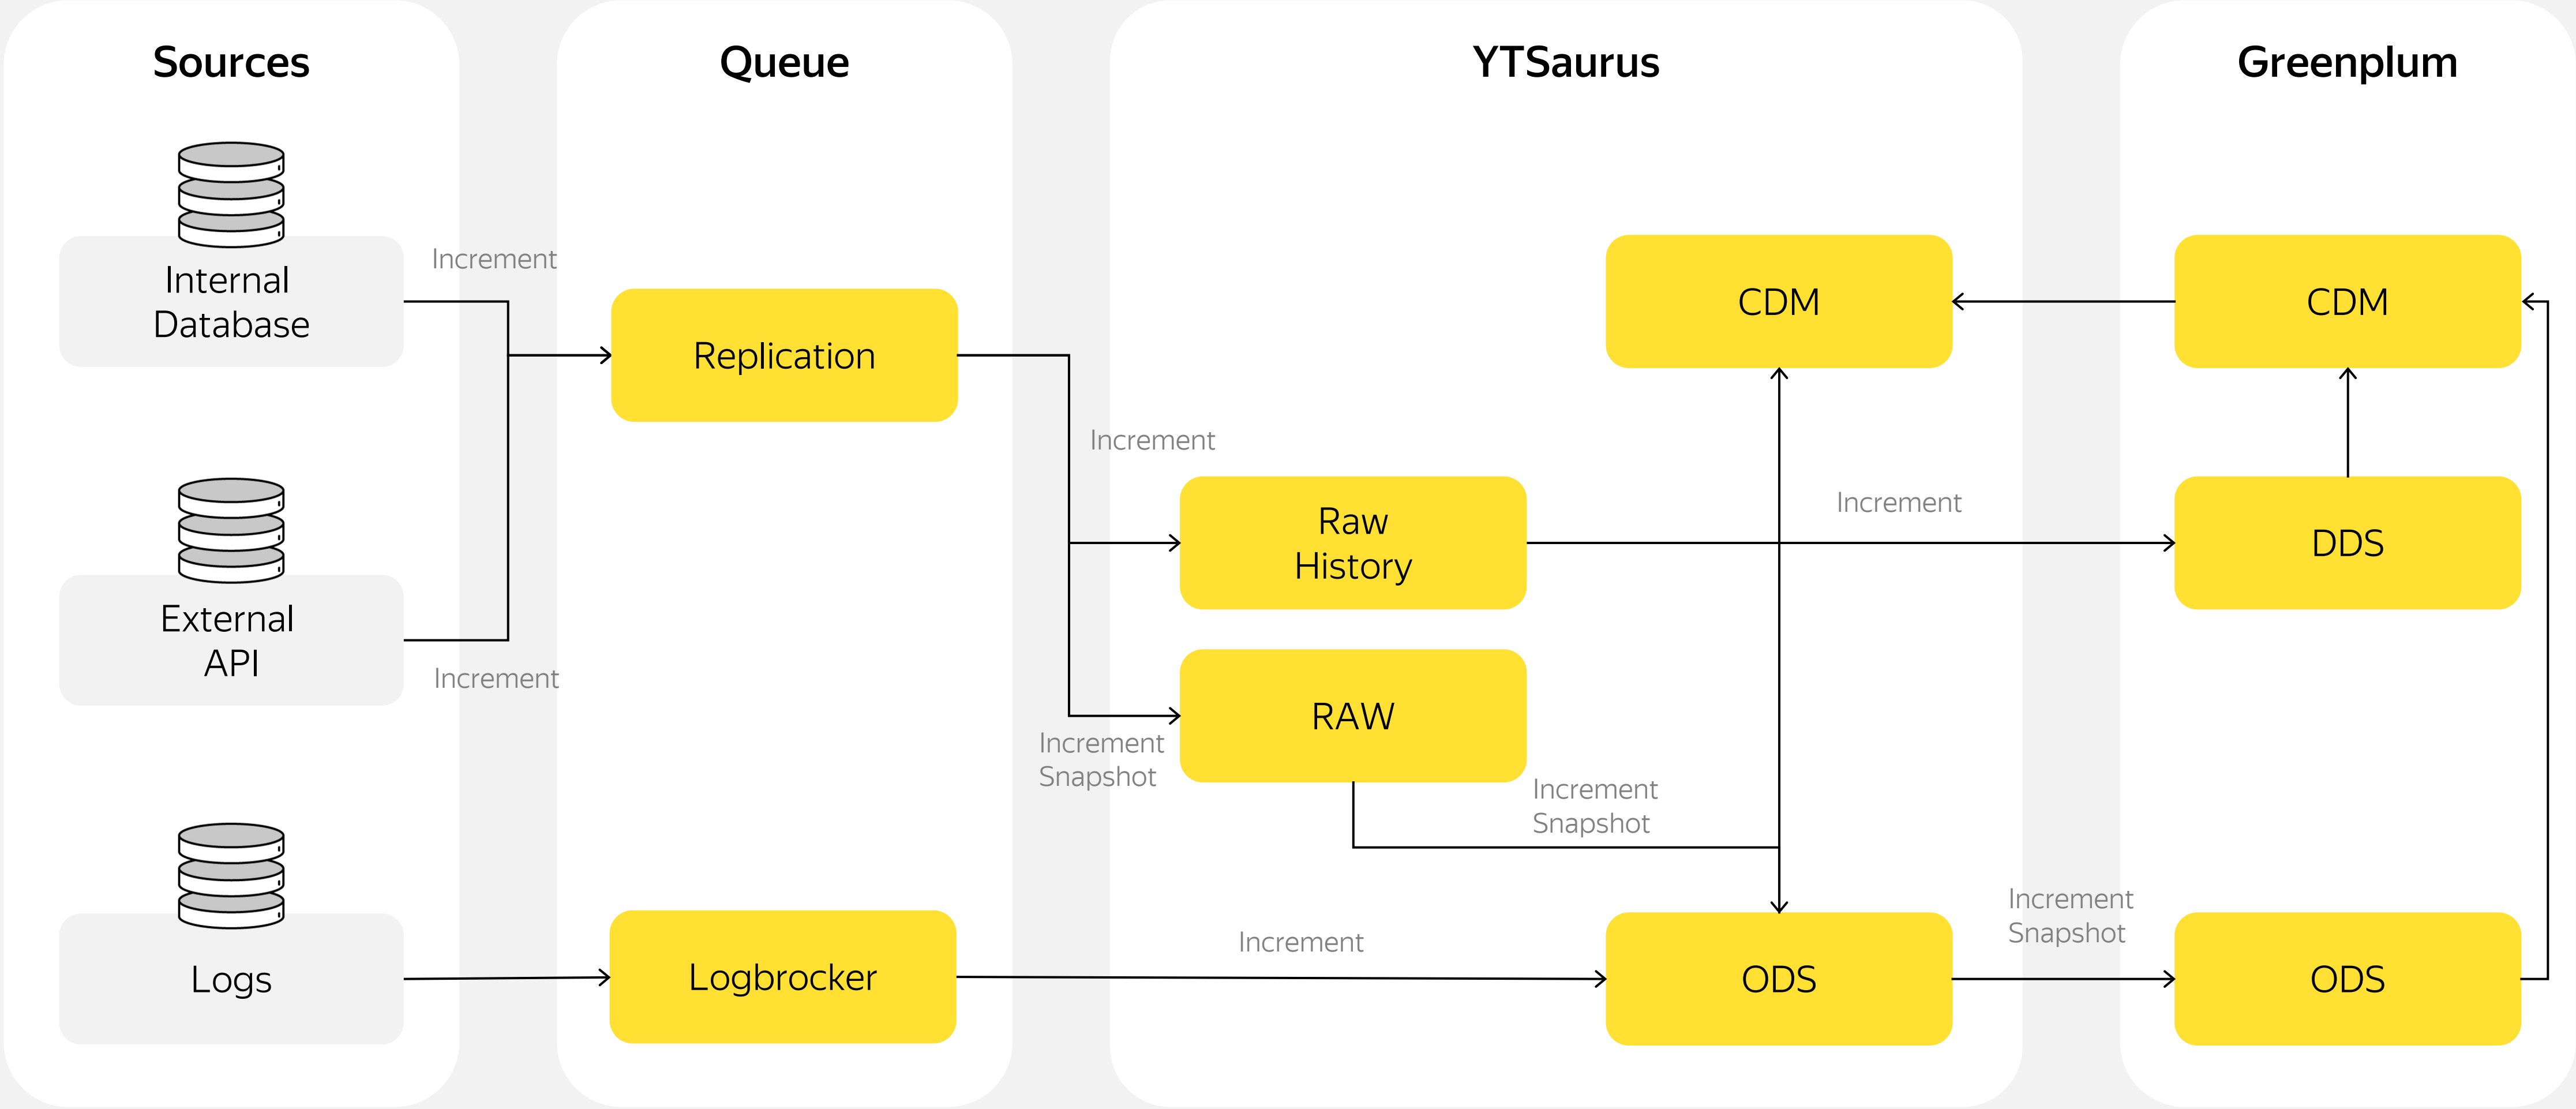 Sources
Queue
YTSaurus
Greenplum
Internal
Database
Increment
External
API
Increment
Logs
Replication
Logbrocker
Increment
Raw
History
RAW
Increment
Snapshot
Increment
Snapshot
Increment
CDM
Increment
ODS
Increment
Snapshot
CDM
DDS
ODS